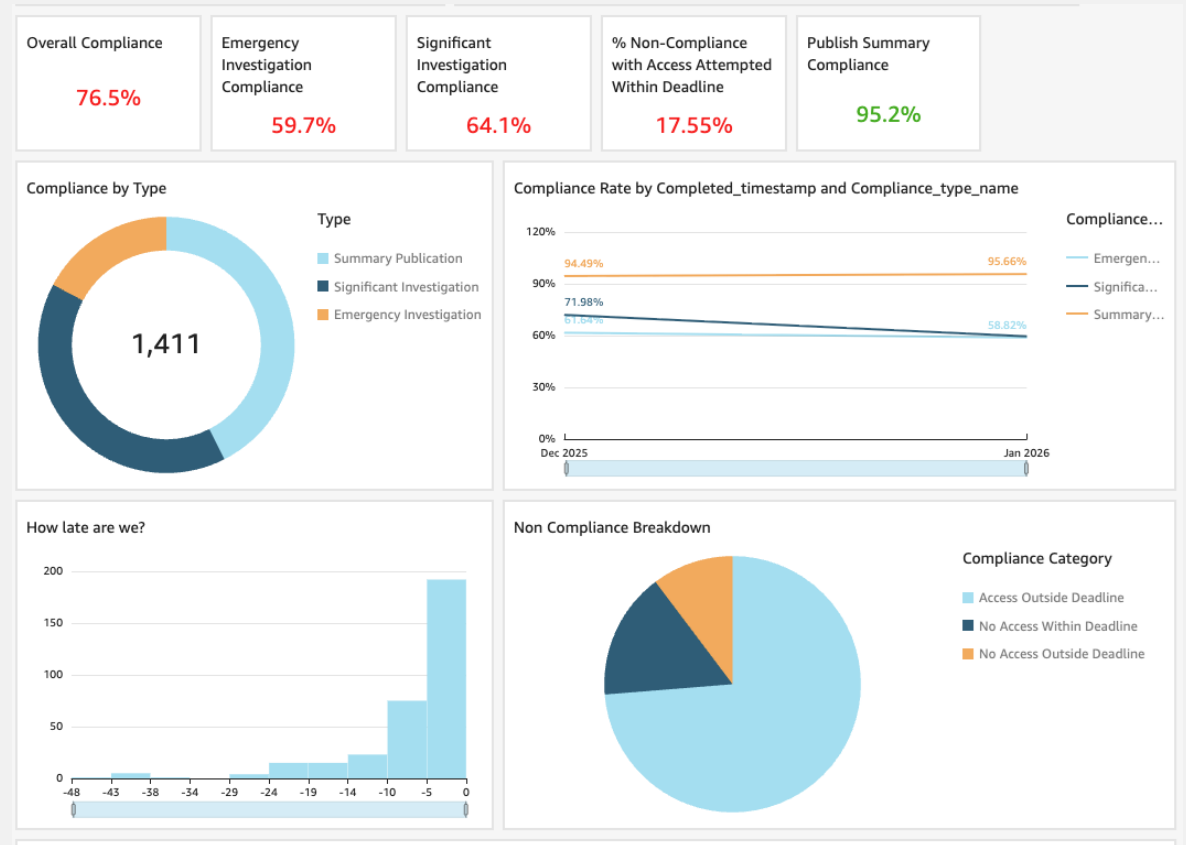 Overall Compliance
76.5%
Emergency
Investigation
Compliance
59.7%
Significant
Investigation
Compliance
64.1%
% Non-Compliance
with Access Attempted
Within Deadline
17.55%
Publish Summary
Compliance
95.2%
Compliance by Type
1,411
Type
Summary Publication
Significant Investigation
Emergency Investigation
Compliance Rate by Completed_timestamp and Compliance_type_name
120%
90%
60%
30%
0%
94.49%
95.66%
71.98%
61.64%
58.82%
Dec 2025
Jan 2026
Compliance...
Emergen...
Significa...
Summary...
How late are we?
200
150
100
50
0
-48
-43
-38
-34
-29
-24
-19
-14
-10
-5
0
Non Compliance Breakdown
Compliance Category
Access Outside Deadline
No Access Within Deadline
No Access Outside Deadline